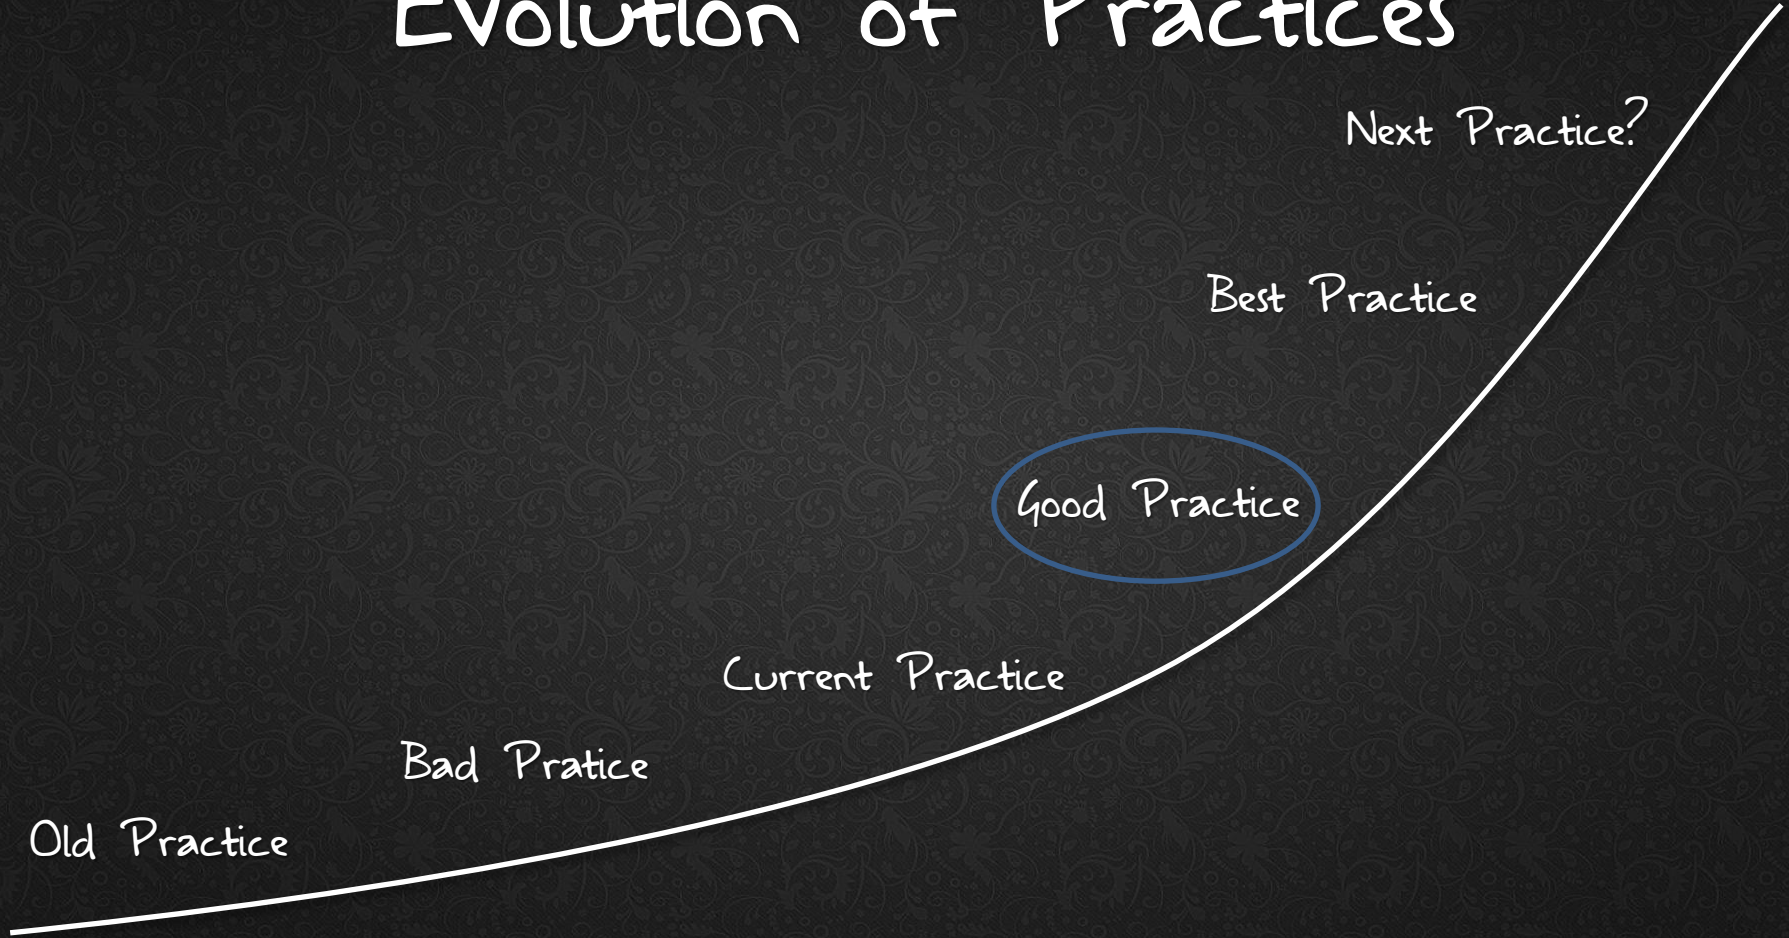 Evolution of Practices
Next Practice?
Best Practice
Good Practice
Current Practice
Bad Pratice
Old Practice